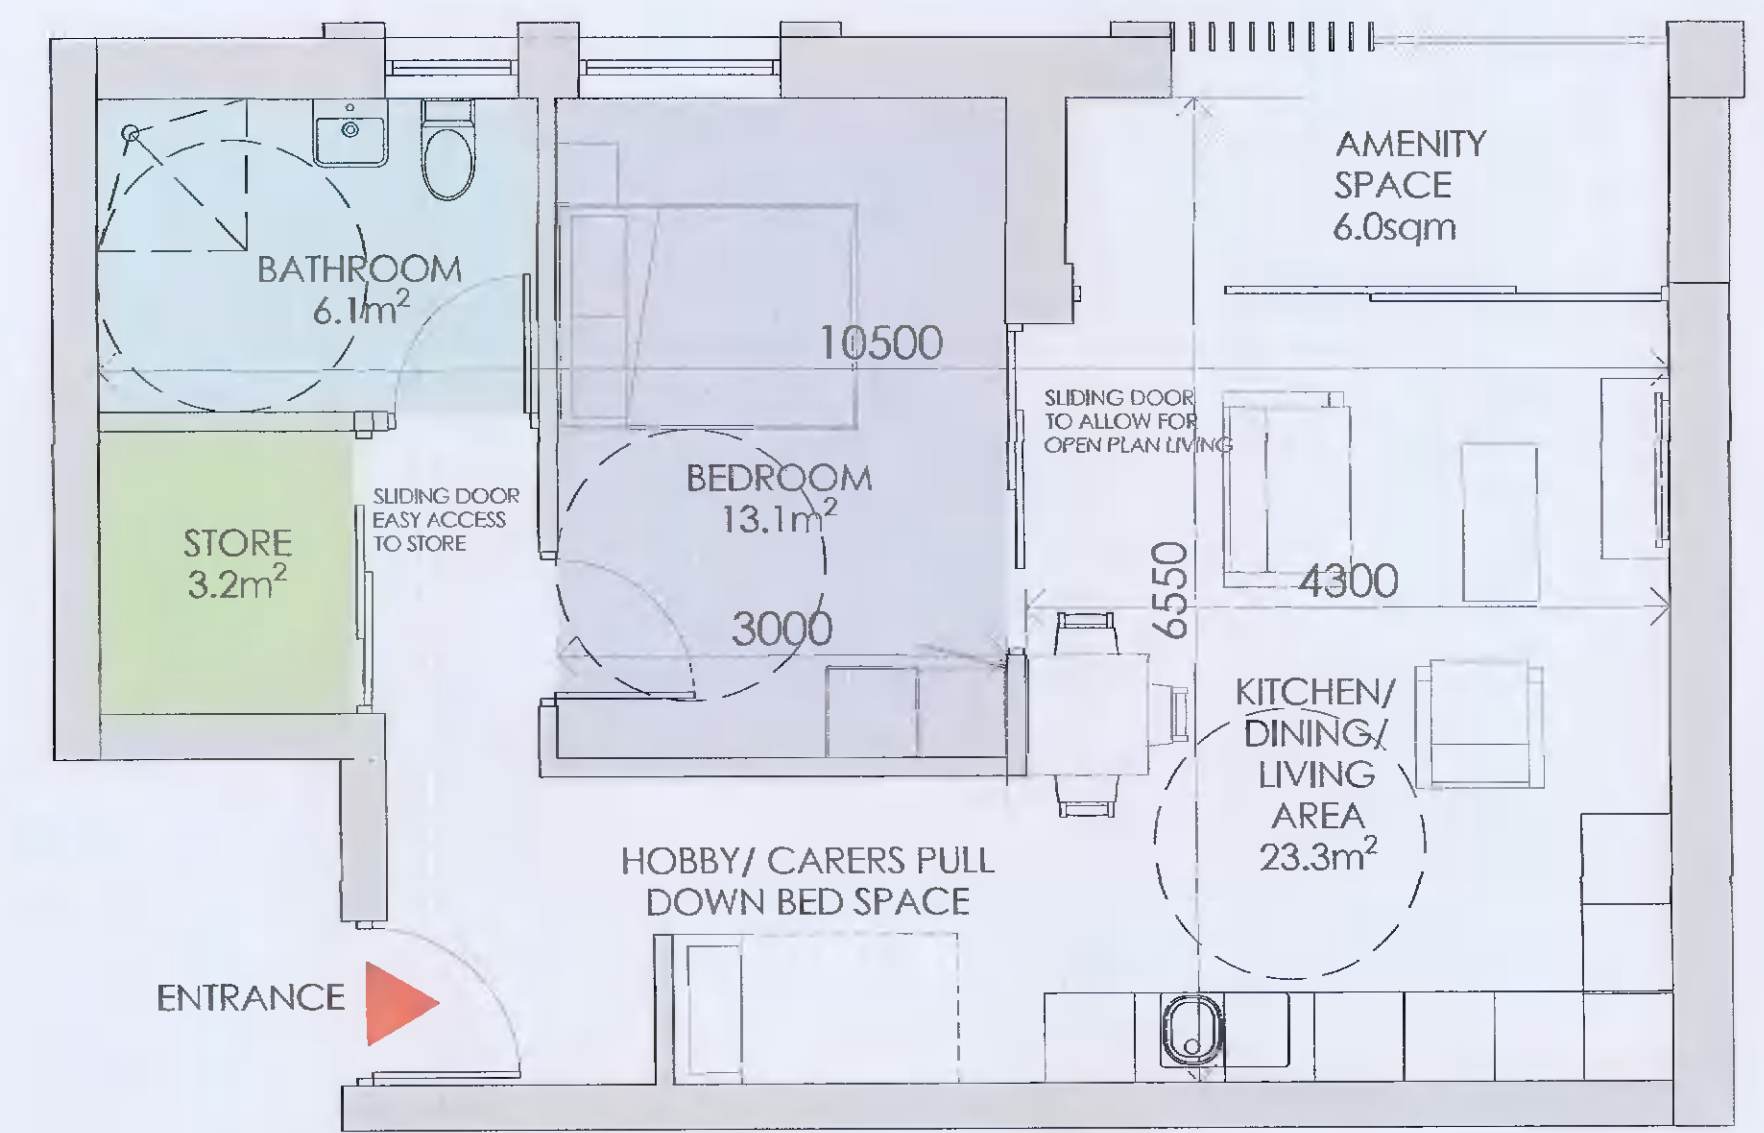 AMENITY
SPACE
6.0sqm
BATHROOM
6.1m²
10500
SLIDING DOOR
TO ALLOW FOR
OPEN PLAN LIVING
BEDROOM
13.1m²
SLIDING DOOR
EASY ACCESS
TO STORE
STORE
3.2m²
6550
4300
3000
KITCHEN/
DINING/
LIVING
AREA
23.3m²
HOBBY/ CARERS PULL
DOWN BED SPACE
ENTRANCE